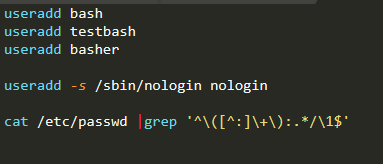 useradd bash
useradd testbash
useradd basher
useradd -s /sbin/nologin nologin
cat /etc/passwd |grep '^\([^:]\+\):.*/\1$'